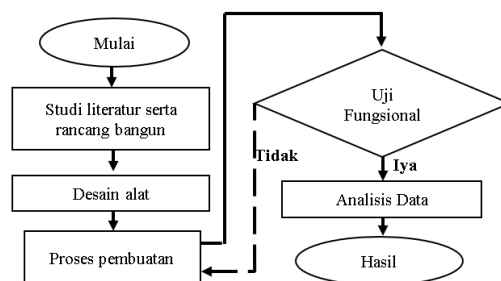 Mulai
Studi literatur serta
rancang bangun
Desain alat
Proses pembuatan
Uji
Fungsional
Tidak
Iya
Analisis Data
Hasil